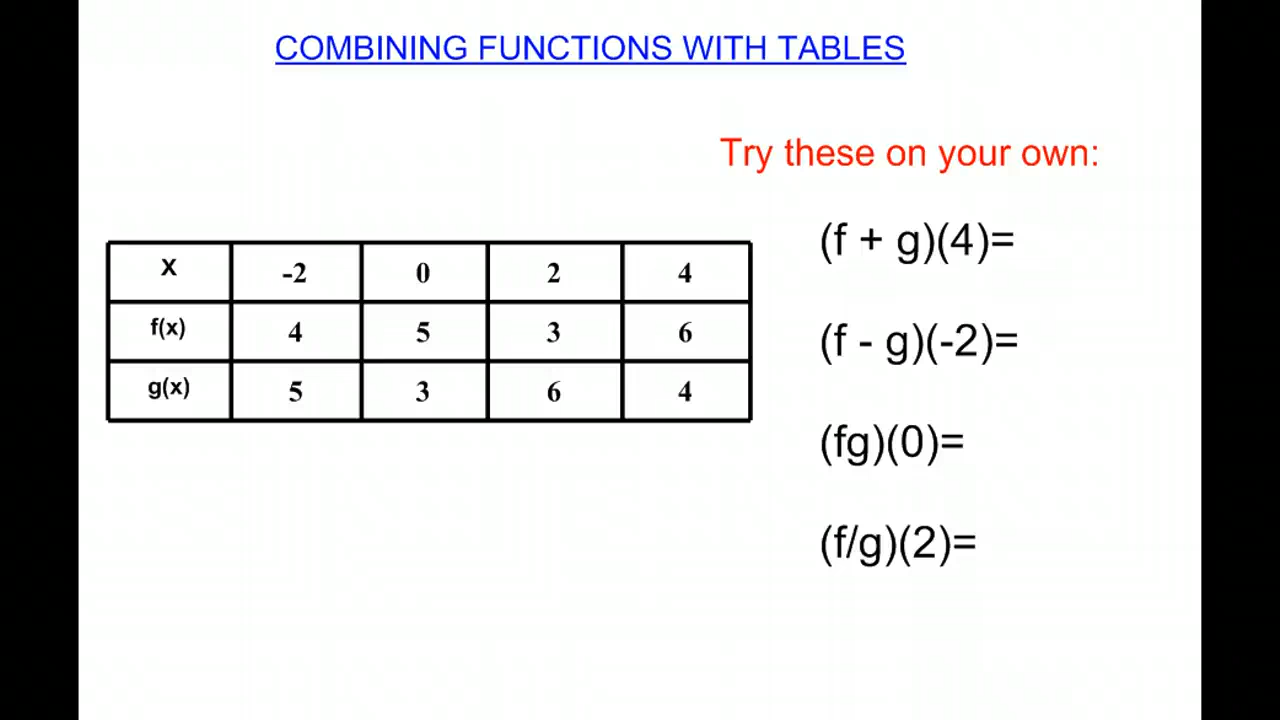 COMBINING FUNCTIONS WITH TABLES
Try these on your own:
x -2 0 2 4
f(x) 4 5 3 6
g(x) 5 3 6 4
(f + g)(4)=
(f - g)(-2)=
(fg)(0)=
(f/g)(2)=